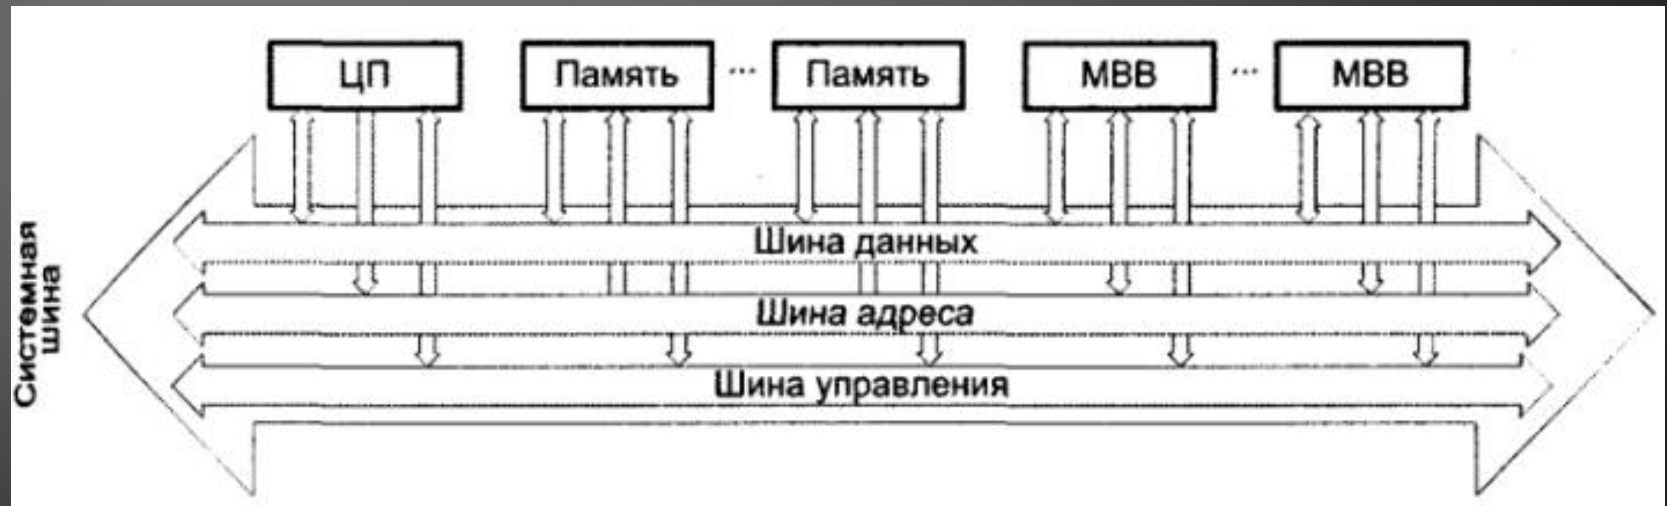 ЦП
Память
...
Память
МВВ
...
МВВ
Системная
шина
Шина данных
Шина адреса
Шина управления